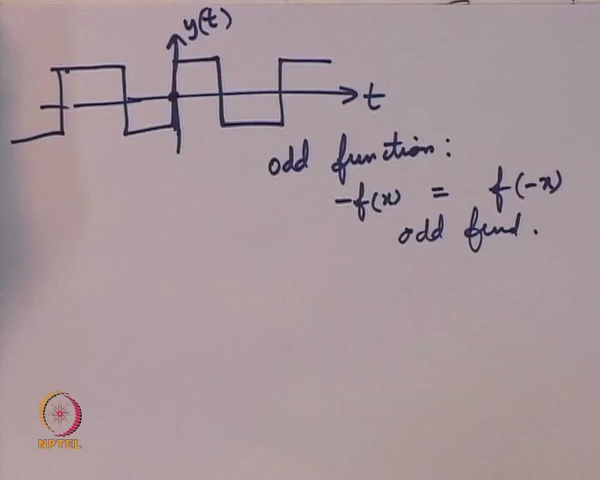 y(t)
t
odd function:
-f(x) = f(-x)
odd fund.
NPTEL